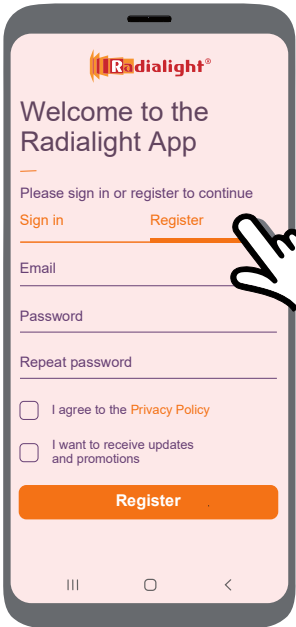 Radialight®
Welcome to the
Radialight App
Please sign in or register to continue
Sign in Register
Email
Password
Repeat password
I agree to the Privacy Policy
I want to receive updates
and promotions
Register